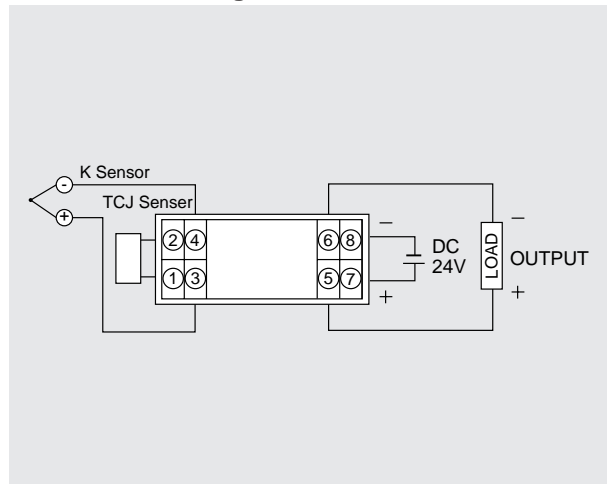 K Sensor
-
TCJ Senser
+
② ④
⑥ ⑧
① ③
⑤ ⑦
−
DC
24V
+
LOAD
−
OUTPUT
+